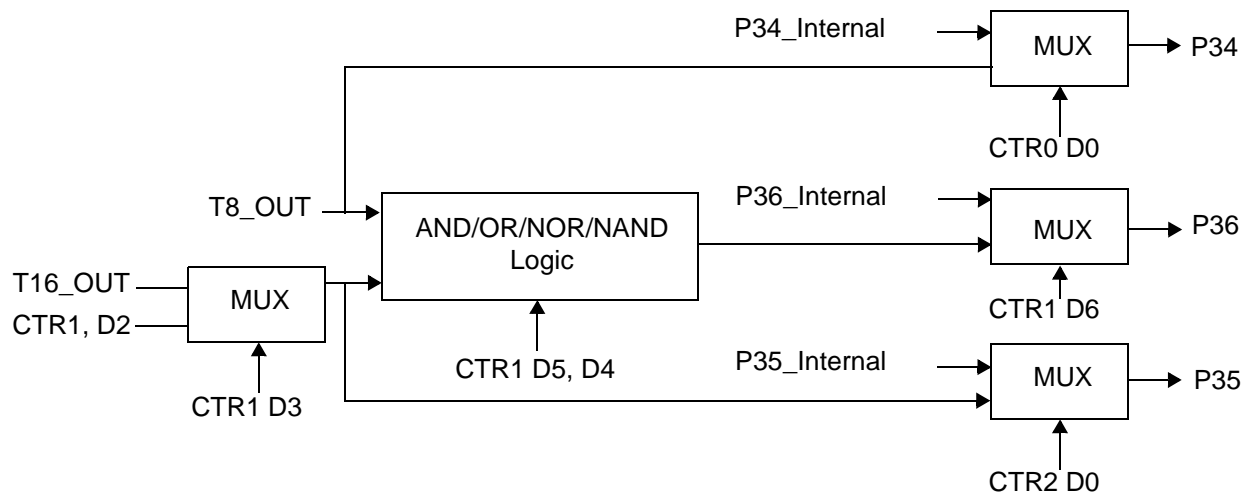 P34_Internal
MUX
P34
CTR0 D0
T8_OUT
AND/OR/NOR/NAND
Logic
P36_Internal
MUX
P36
CTR1 D6
T16_OUT
MUX
CTR1, D2
CTR1 D3
CTR1 D5, D4
P35_Internal
MUX
P35
CTR2 D0